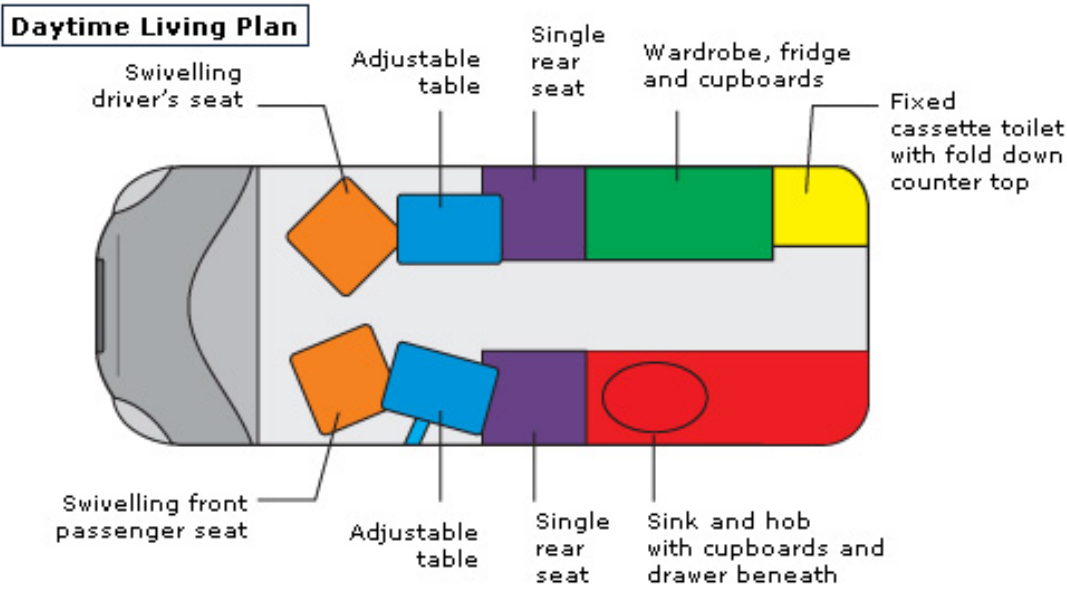 Daytime Living Plan
Swivelling
driver's seat
Adjustable
table
Single
rear
seat
Wardrobe, fridge
and cupboards
Fixed
cassette toilet
with fold down
counter top
Swivelling front
passenger seat
Adjustable
table
Single
rear
seat
Sink and hob
with cupboards and
drawer beneath